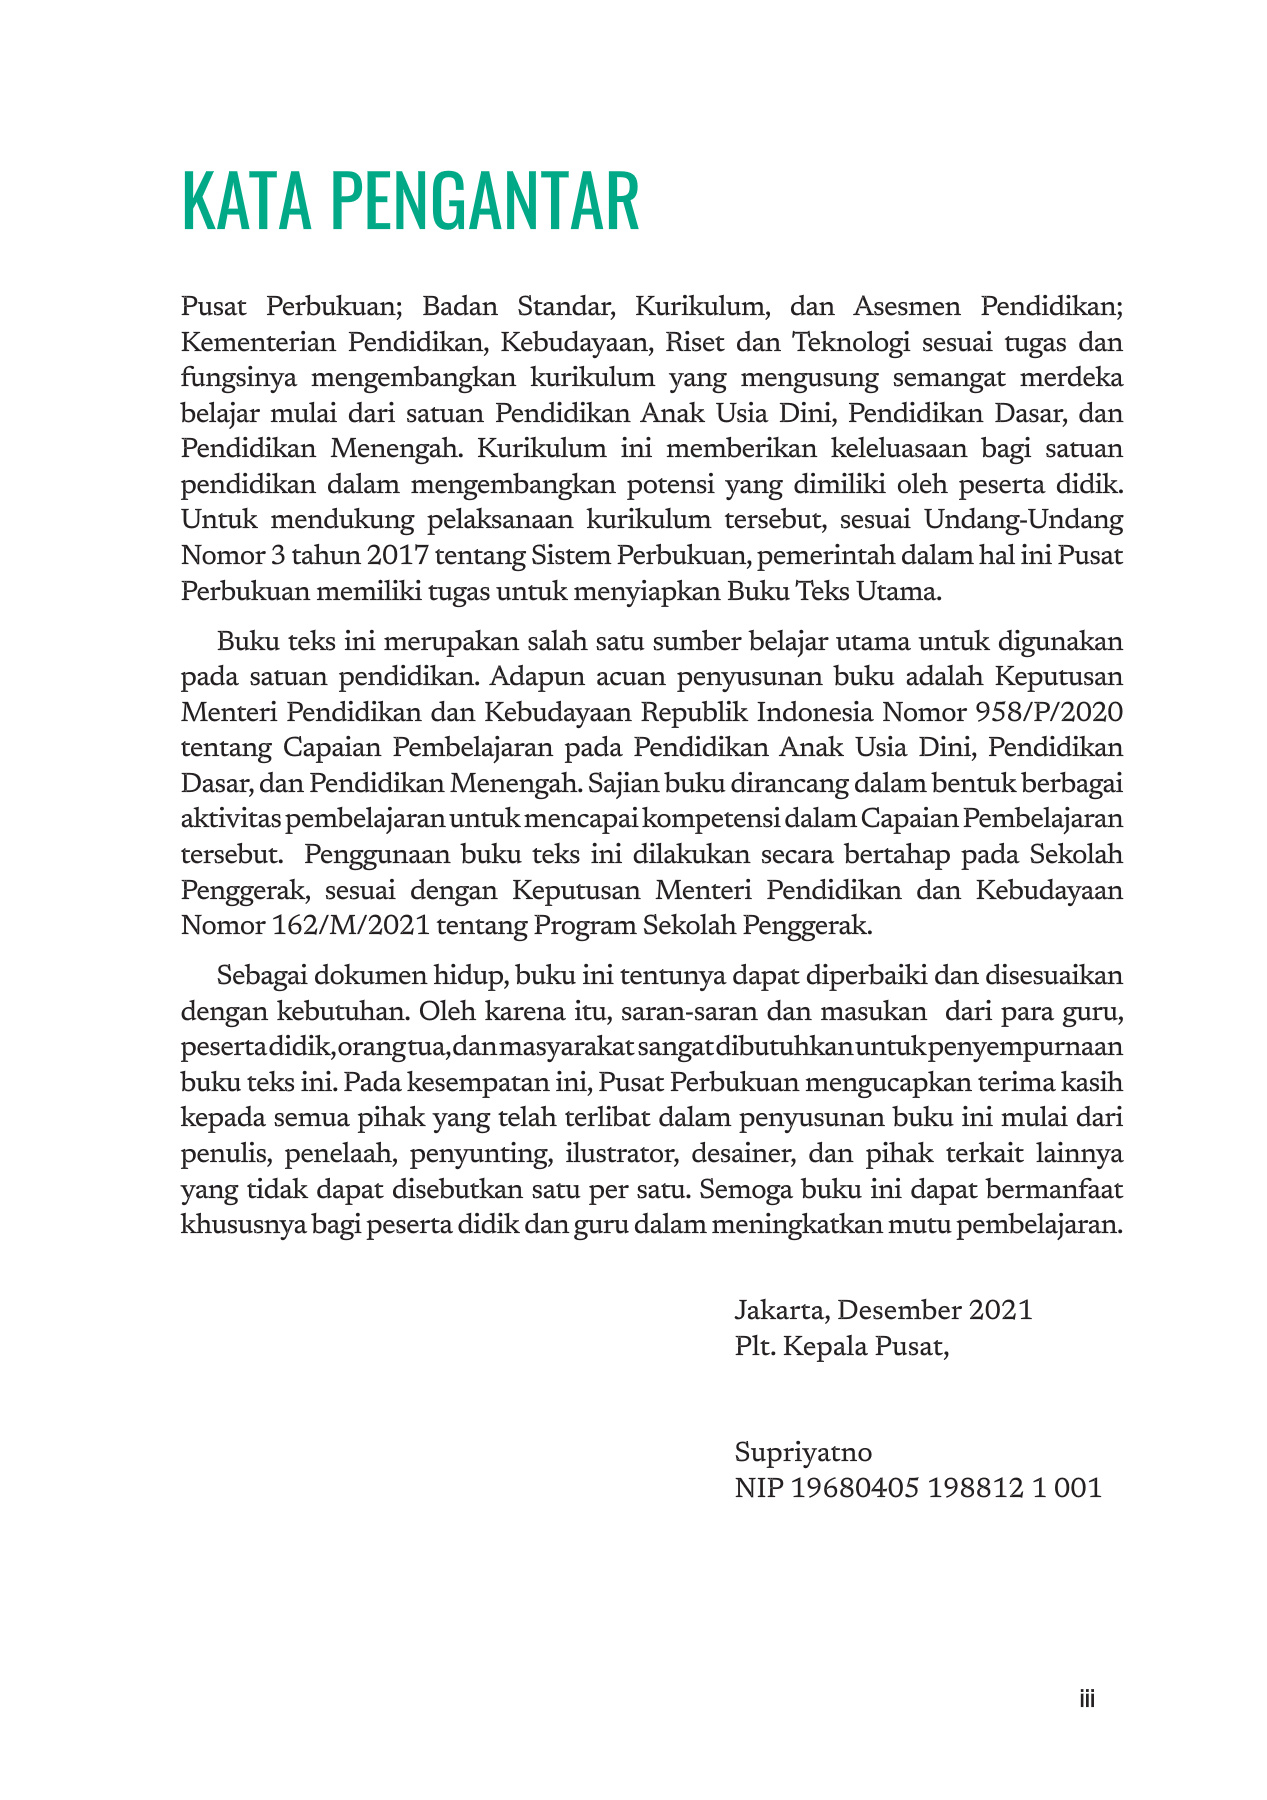 KATA PENGANTAR
Pusat Perbukuan; Badan Standar, Kurikulum, dan Asesmen Pendidikan;
Kementerian Pendidikan, Kebudayaan, Riset dan Teknologi sesuai tugas dan
fungsinya mengembangkan kurikulum yang mengusung semangat merdeka
belajar mulai dari satuan Pendidikan Anak Usia Dini, Pendidikan Dasar, dan
Pendidikan Menengah. Kurikulum ini memberikan keleluasaan bagi satuan
pendidikan dalam mengembangkan potensi yang dimiliki oleh peserta didik.
Untuk mendukung pelaksanaan kurikulum tersebut, sesuai Undang-Undang
Nomor 3 tahun 2017 tentang Sistem Perbukuan, pemerintah dalam hal ini Pusat
Perbukuan memiliki tugas untuk menyiapkan Buku Teks Utama.
Buku teks ini merupakan salah satu sumber belajar utama untuk digunakan
pada satuan pendidikan. Adapun acuan penyusunan buku adalah Keputusan
Menteri Pendidikan dan Kebudayaan Republik Indonesia Nomor 958/P/2020
tentang Capaian Pembelajaran pada Pendidikan Anak Usia Dini, Pendidikan
Dasar, dan Pendidikan Menengah. Sajian buku dirancang dalam bentuk berbagai
aktivitas pembelajaran untuk mencapai kompetensi dalam Capaian Pembelajaran
tersebut. Penggunaan buku teks ini dilakukan secara bertahap pada Sekolah
Penggerak, sesuai dengan Keputusan Menteri Pendidikan dan Kebudayaan
Nomor 162/M/2021 tentang Program Sekolah Penggerak.
Sebagai dokumen hidup, buku ini tentunya dapat diperbaiki dan disesuaikan
dengan kebutuhan. Oleh karena itu, saran-saran dan masukan dari para guru,
peserta didik, orang tua, dan masyarakat sangat dibutuhkan untuk penyempurnaan
buku teks ini. Pada kesempatan ini, Pusat Perbukuan mengucapkan terima kasih
kepada semua pihak yang telah terlibat dalam penyusunan buku ini mulai dari
penulis, penelaah, penyunting, ilustrator, desainer, dan pihak terkait lainnya
yang tidak dapat disebutkan satu per satu. Semoga buku ini dapat bermanfaat
khususnya bagi peserta didik dan guru dalam meningkatkan mutu pembelajaran.
Jakarta, Desember 2021
Plt. Kepala Pusat,
Supriyatno
NIP 19680405 198812 1 001
iii